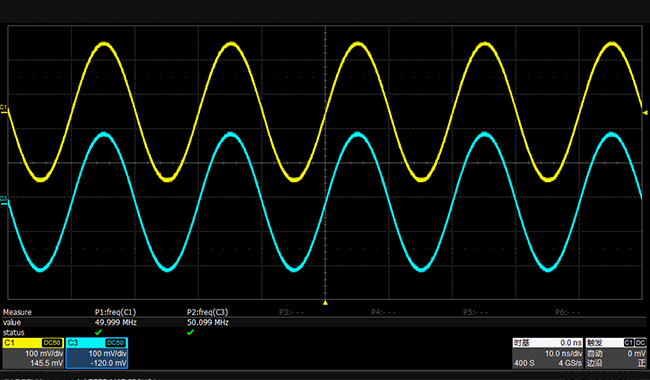 C1
C3
Measure P1:freq(C1) P2:freq(C3) P3:- - - P4:- - - P5:- - - P6:- - -
value 49.999 MHz 50.099 MHz
status
C1 DC50 C3 DC50 时基 0.0 ns 触发 C1 DC
100 mV/div 100 mV/div 10.0 ns/div 自动 0 mV
145.5 mV -120.0 mV 400 S 4 GS/s 边沿 正